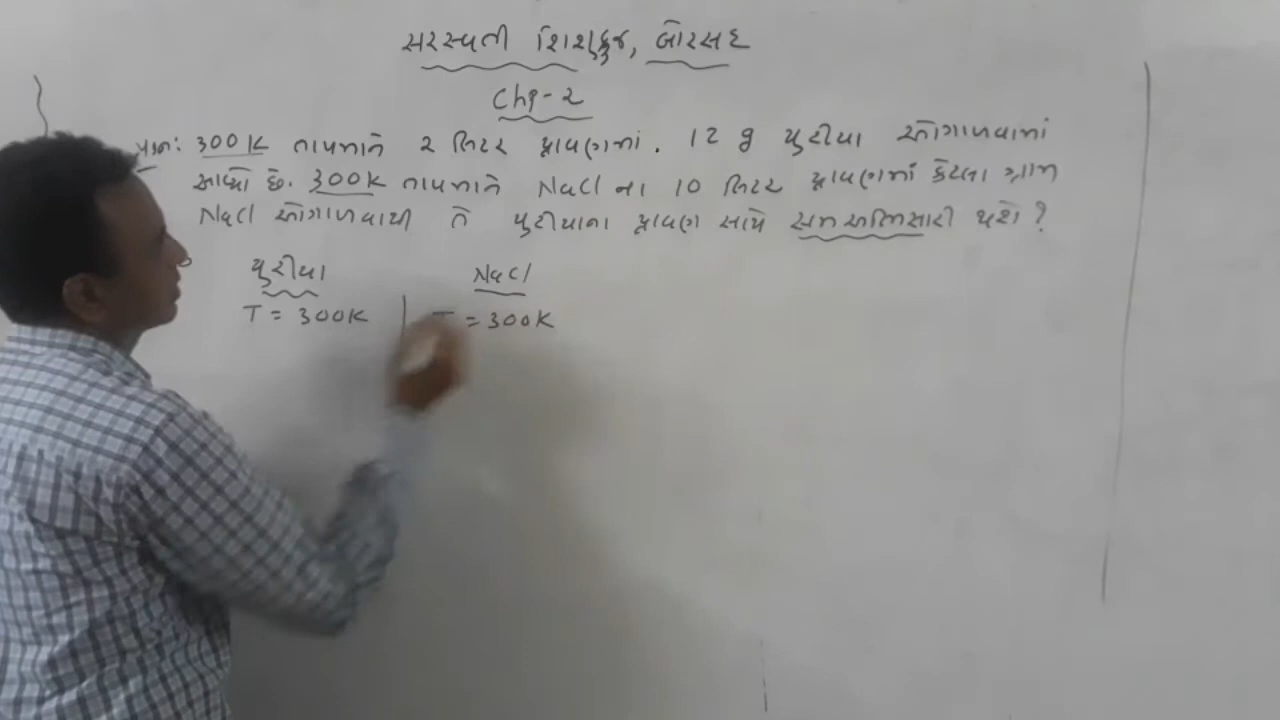 સરસ્વતી શિશુકુંજ, બોરસદ
Chp-2
પ્રશ્ન: 300K તાપમાને 2 લિટર દ્રાવણમાં. 12 g યુરીયા ઓગાળવામાં
આવ્યો છે. 300K તાપમાને NaCl ના 10 લિટર દ્રાવણમાં કેટલા ગ્રામ
NaCl ઓગાળવાથી તે યુરીયાના દ્રાવણ સાથે સમઅભિસારી થશે ?
યુરીયા NaCl
T = 300K T = 300K